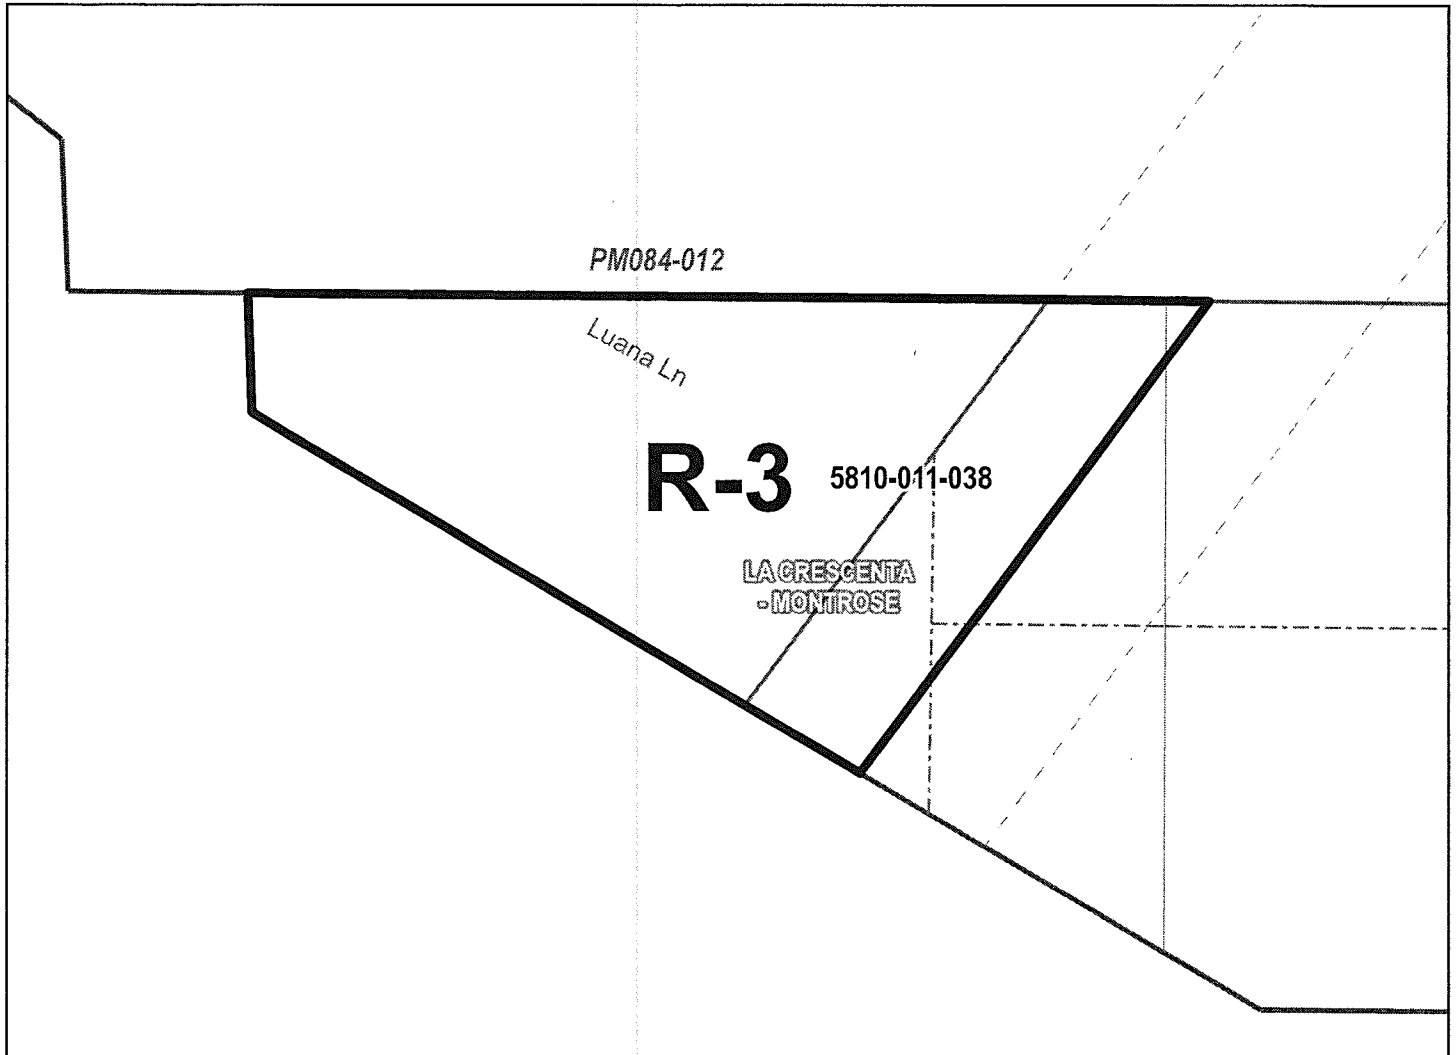 PM084-012
Luana Ln
R-3 5810-011-038
LA CRESCENTA
- MONTROSE